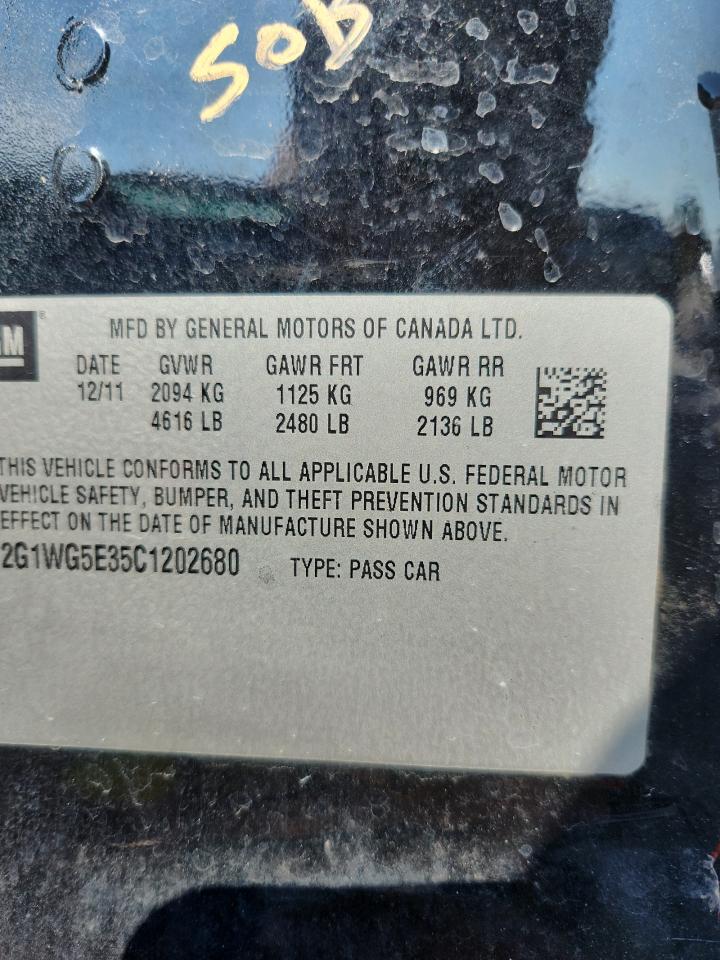 SOB
GM
®
MFD BY GENERAL MOTORS OF CANADA LTD.
DATE GVWR GAWR FRT GAWR RR
12/11 2094 KG 1125 KG 969 KG
4616 LB 2480 LB 2136 LB
THIS VEHICLE CONFORMS TO ALL APPLICABLE U.S. FEDERAL MOTOR
VEHICLE SAFETY, BUMPER, AND THEFT PREVENTION STANDARDS IN
EFFECT ON THE DATE OF MANUFACTURE SHOWN ABOVE.
2G1WG5E35C1202680 TYPE: PASS CAR